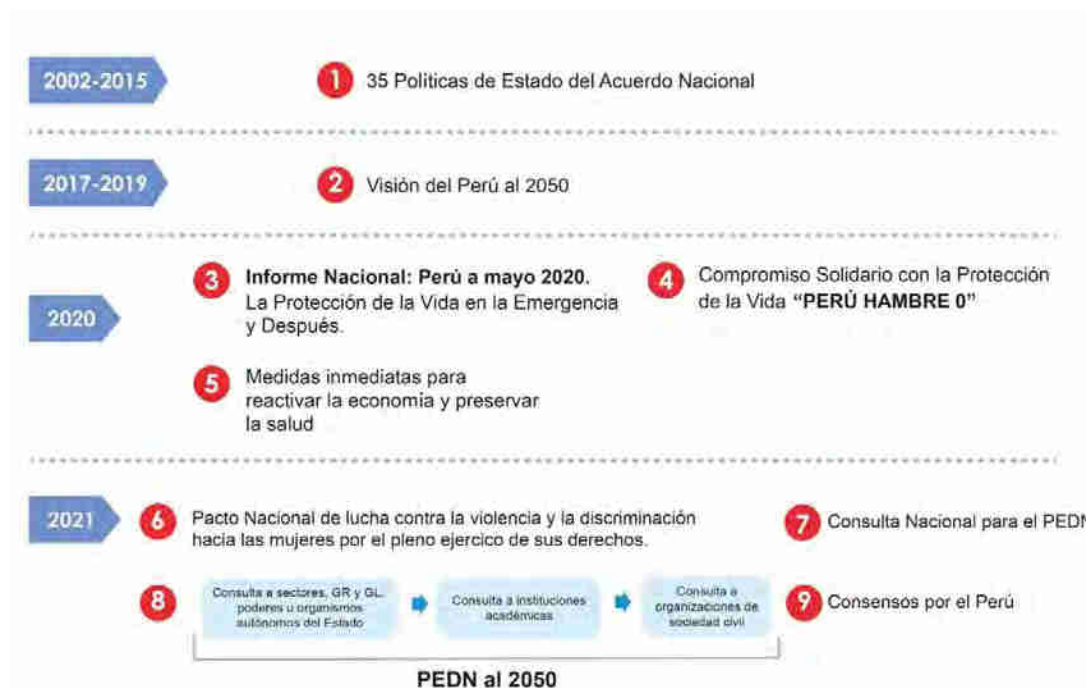 2002-2015
1
35 Políticas de Estado del Acuerdo Nacional
2017-2019
2
Visión del Perú al 2050
2020
3
Informe Nacional: Perú a mayo 2020.
La Protección de la Vida en la Emergencia
y Después.
4
Compromiso Solidario con la Protección
de la Vida “PERÚ HAMBRE 0”
5
Medidas inmediatas para
reactivar la economía y preservar
la salud
2021
6
Pacto Nacional de lucha contra la violencia y la discriminación
hacia las mujeres por el pleno ejercico de sus derechos.
7
Consulta Nacional para el PEDN
8
Consulta a sectores, GR y GL,
poderes u organismos
autónomos del Estado
Consulta a instituciones
académicas
Consulta a
organizaciones de
sociedad civil
9
Consensos por el Perú
PEDN al 2050